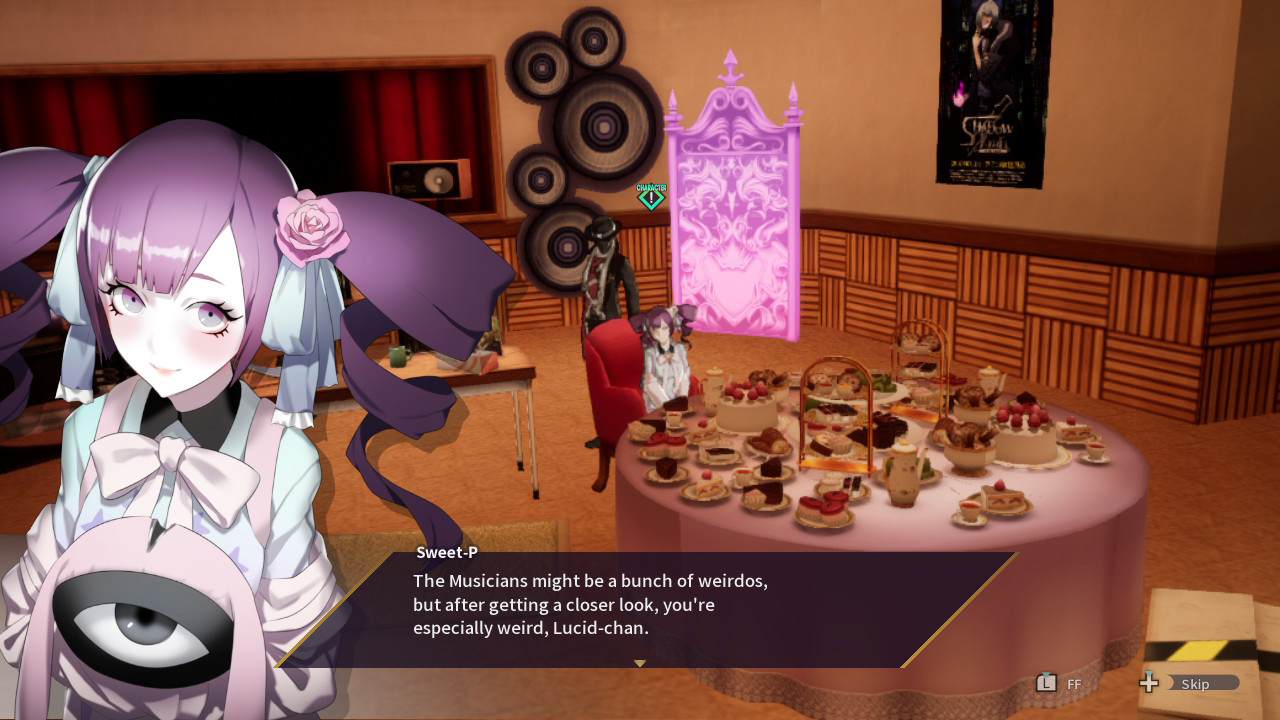 CHARACTER
!
SHADOW
Sweet-P
The Musicians might be a bunch of weirdos,
but after getting a closer look, you're
especially weird, Lucid-chan.
L FF
Skip